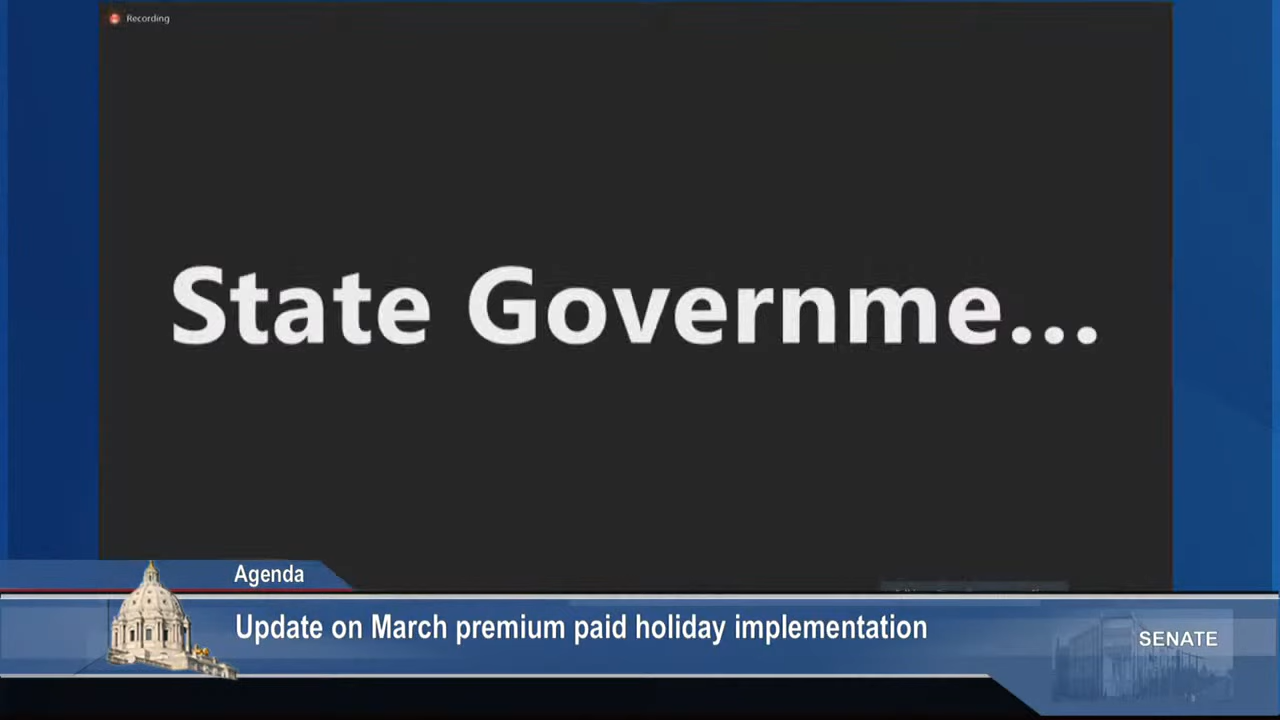 Recording
State Governme...
Agenda
Update on March premium paid holiday implementation
SENATE